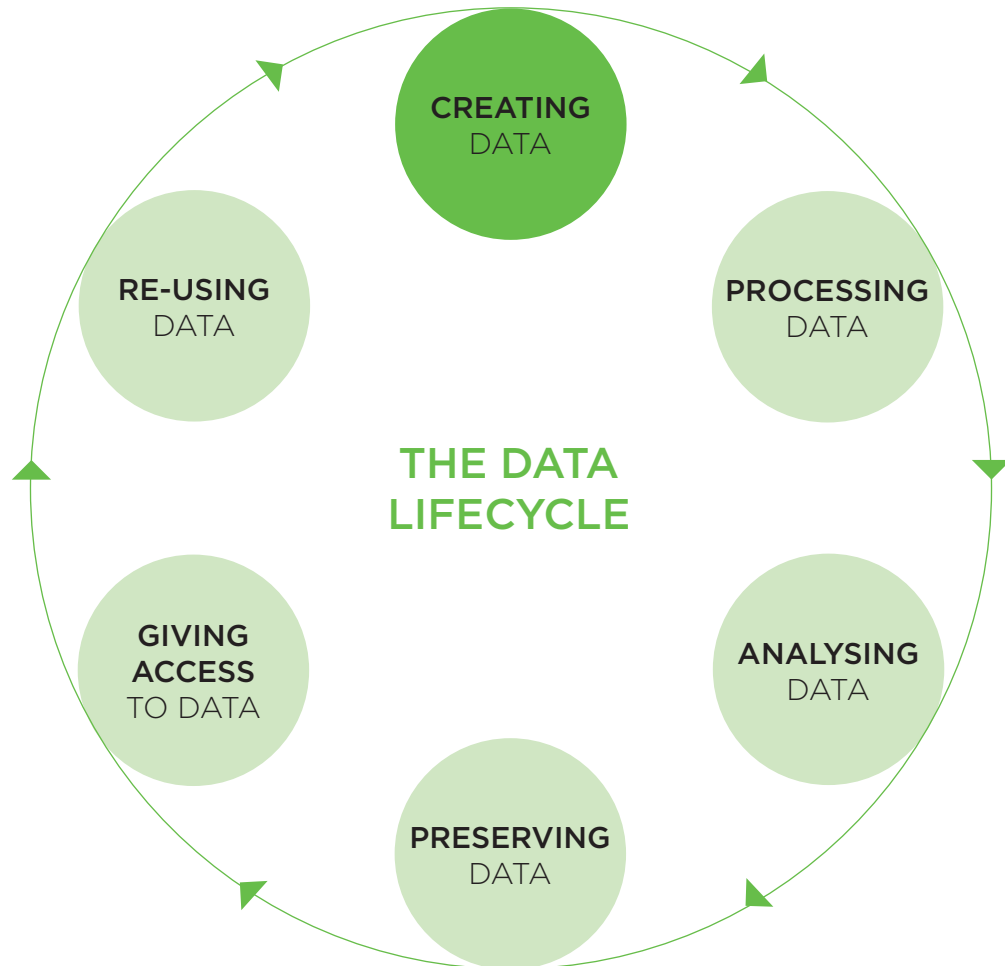 CREATING
DATA
PROCESSING
DATA
ANALYSING
DATA
PRESERVING
DATA
GIVING
ACCESS
TO DATA
RE-USING
DATA
THE DATA
LIFECYCLE